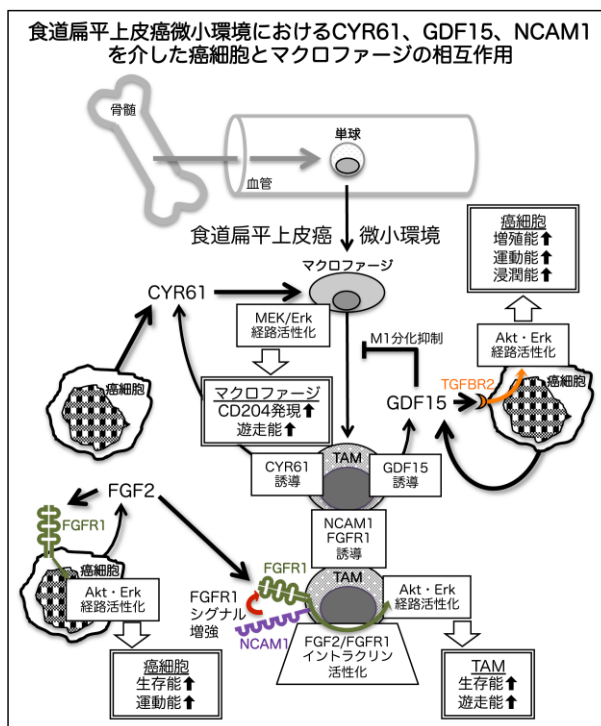 食道扁平上皮癌微小環境におけるCYR61、GDF15、NCAM1
を介した癌細胞とマクロファージの相互作用
骨髄
単球
血管
食道扁平上皮癌 微小環境
マクロファージ
癌細胞
増殖能⬆
運動能⬆
浸潤能⬆
CYR61
MEK/Erk
経路活性化
M1分化抑制
Akt・Erk
経路活性化
癌細胞
マクロファージ
CD204発現⬆
遊走能⬆
GDF15
TGFBR2
癌細胞
TAM
CYR61
誘導
GDF15
誘導
FGF2
FGFR1
NCAM1
FGFR1
誘導
癌細胞
Akt・Erk
経路活性化
FGFR1
シグナル
増強
FGFR1
NCAM1
TAM
Akt・Erk
経路活性化
FGF2/FGFR1
イントラクリン
活性化
癌細胞
生存能⬆
運動能⬆
TAM
生存能⬆
遊走能⬆